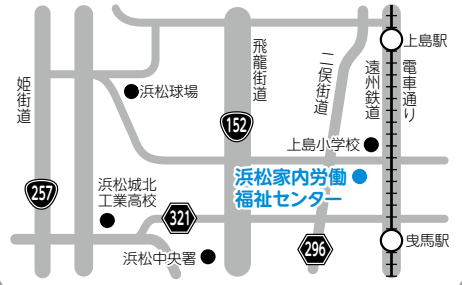 上島駅
飛龍街道
二俣街道
遠州鉄道
電車通り
姫街道
浜松球場
152
上島小学校
浜松家内労働
福祉センター
257
浜松城北
工業高校
321
296
曳馬駅
浜松中央署